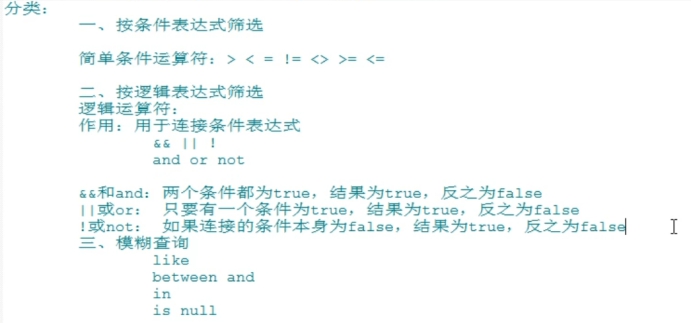 分类：
一、按条件表达式筛选
简单条件运算符：> < = != <> >= <=
二、按逻辑表达式筛选
逻辑运算符：
作用：用于连接条件表达式
&& || !
and or not
&&和and：两个条件都为true，结果为true，反之为false
||或or： 只要有一个条件为true，结果为true，反之为false
!或not： 如果连接的条件本身为false，结果为true，反之为false
三、模糊查询
like
between and
in
is null